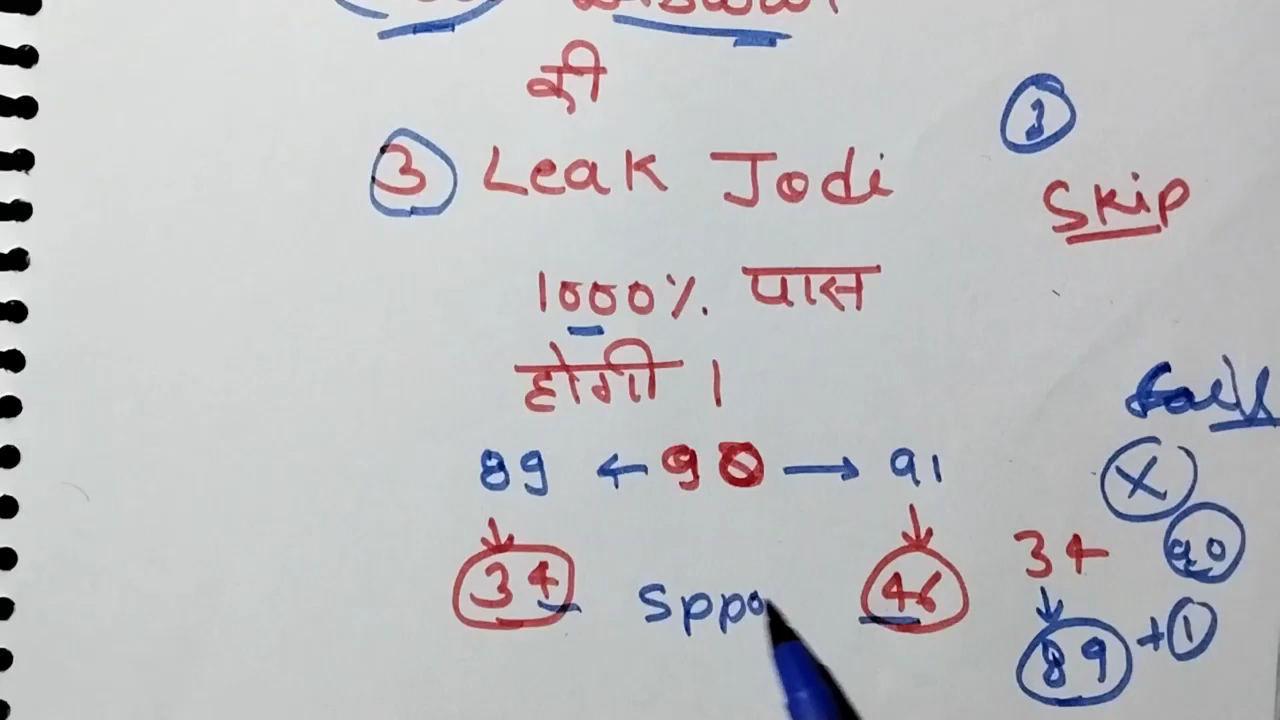 की
3 Leak Jodi
1000% पास
होगी ।
89 ← 90 → 91
34 Sppo 46
1
Skip
X
90
34
89 + 1